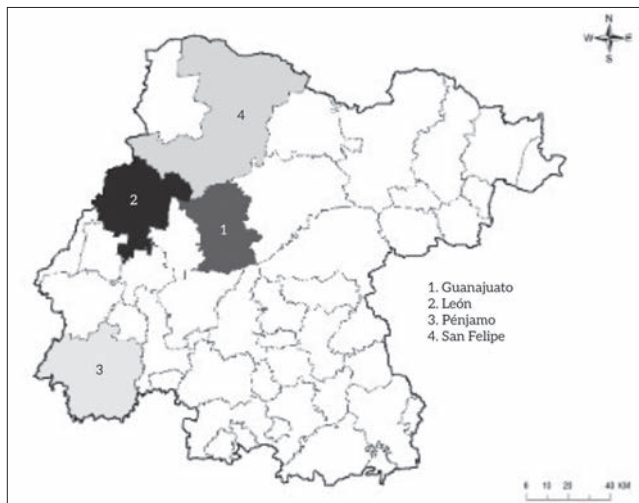 N
W E
S
4
2
1
1. Guanajuato
2. León
3. Pénjamo
4. San Felipe
3
0 10 20 40 KM